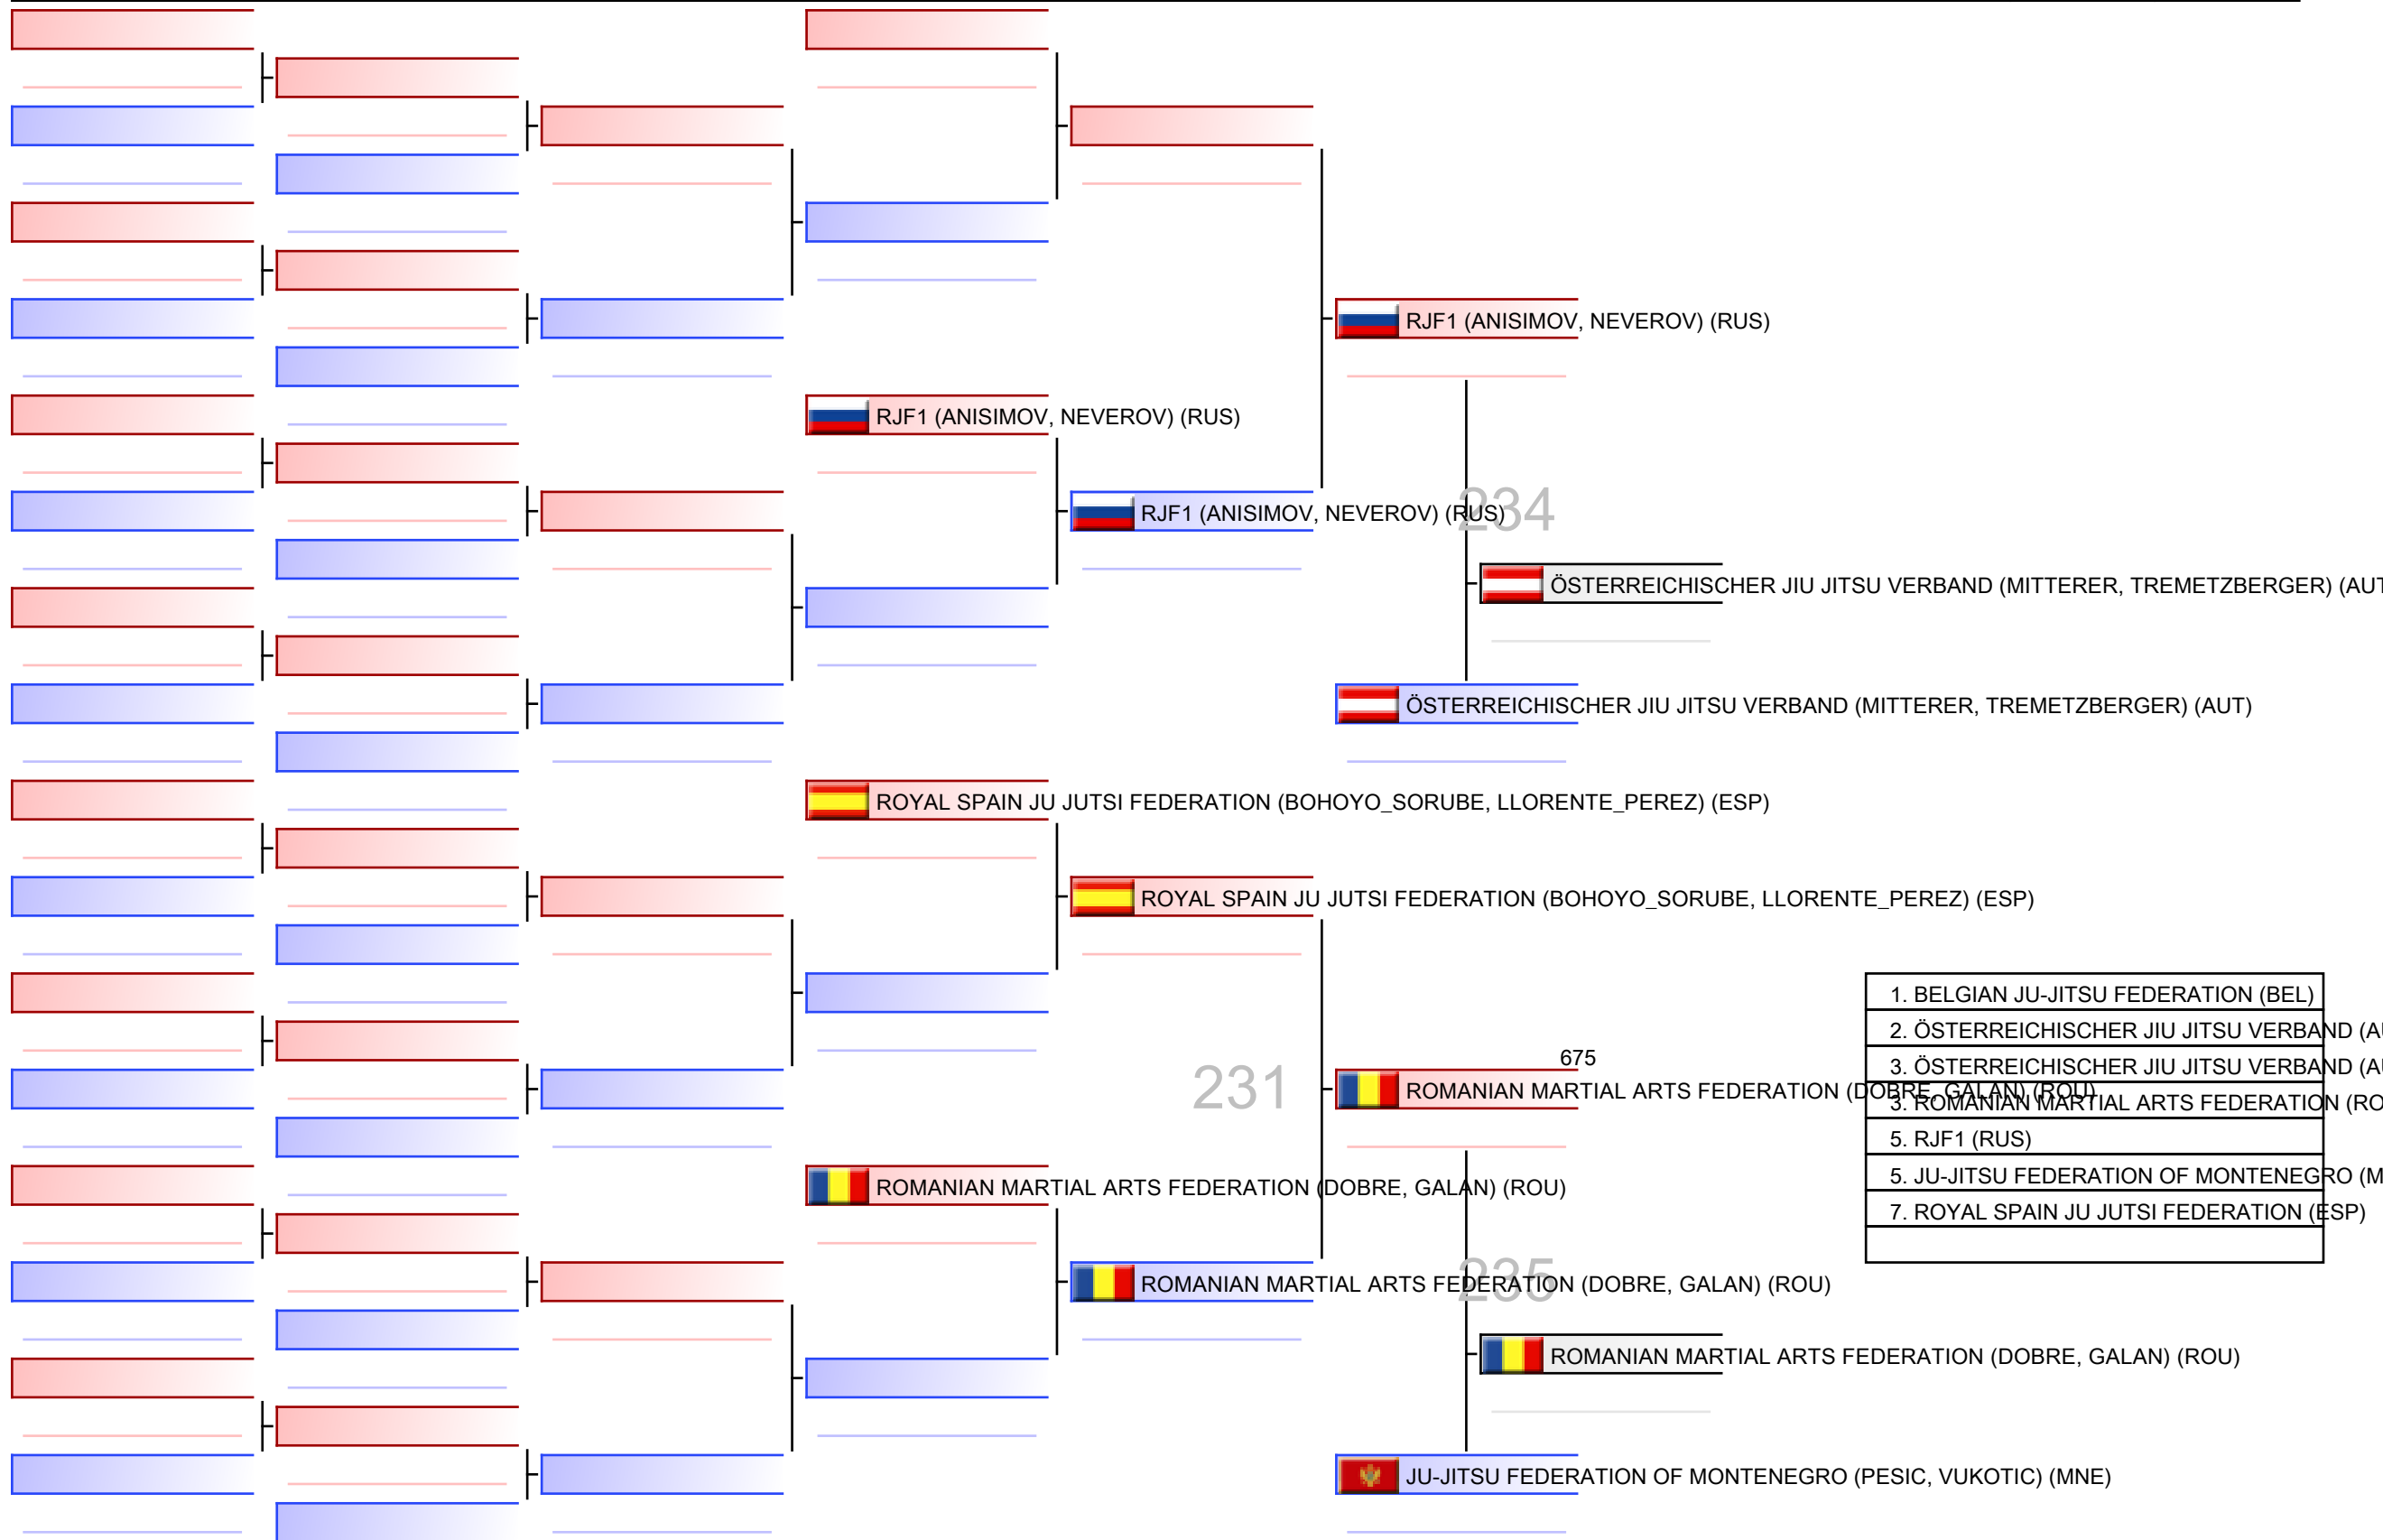 RJF1 (ANISIMOV, NEVEROV) (RUS)
RJF1 (ANISIMOV, NEVEROV) (RUS)
RJF1 (ANISIMOV, NEVEROV) (RUS)
234
ÖSTERREICHISCHER JIU JITSU VERBAND (MITTERER, TREMETZBERGER) (AUT
ÖSTERREICHISCHER JIU JITSU VERBAND (MITTERER, TREMETZBERGER) (AUT)
ROYAL SPAIN JU JUTSI FEDERATION (BOHOYO_SORUBE, LLORENTE_PEREZ) (ESP)
ROYAL SPAIN JU JUTSI FEDERATION (BOHOYO_SORUBE, LLORENTE_PEREZ) (ESP)
675
231
ROMANIAN MARTIAL ARTS FEDERATION (DOBRE, GALAN) (ROU)
ROMANIAN MARTIAL ARTS FEDERATION (DOBRE, GALAN) (ROU)
ROMANIAN MARTIAL ARTS FEDERATION (DOBRE, GALAN) (ROU)
235
ROMANIAN MARTIAL ARTS FEDERATION (DOBRE, GALAN) (ROU)
JU-JITSU FEDERATION OF MONTENEGRO (PESIC, VUKOTIC) (MNE)
1. BELGIAN JU-JITSU FEDERATION (BEL)
2. ÖSTERREICHISCHER JIU JITSU VERBAND (AU
3. ÖSTERREICHISCHER JIU JITSU VERBAND (AU
3. ROMANIAN MARTIAL ARTS FEDERATION (RO
5. RJF1 (RUS)
5. JU-JITSU FEDERATION OF MONTENEGRO (M
7. ROYAL SPAIN JU JUTSI FEDERATION (ESP)